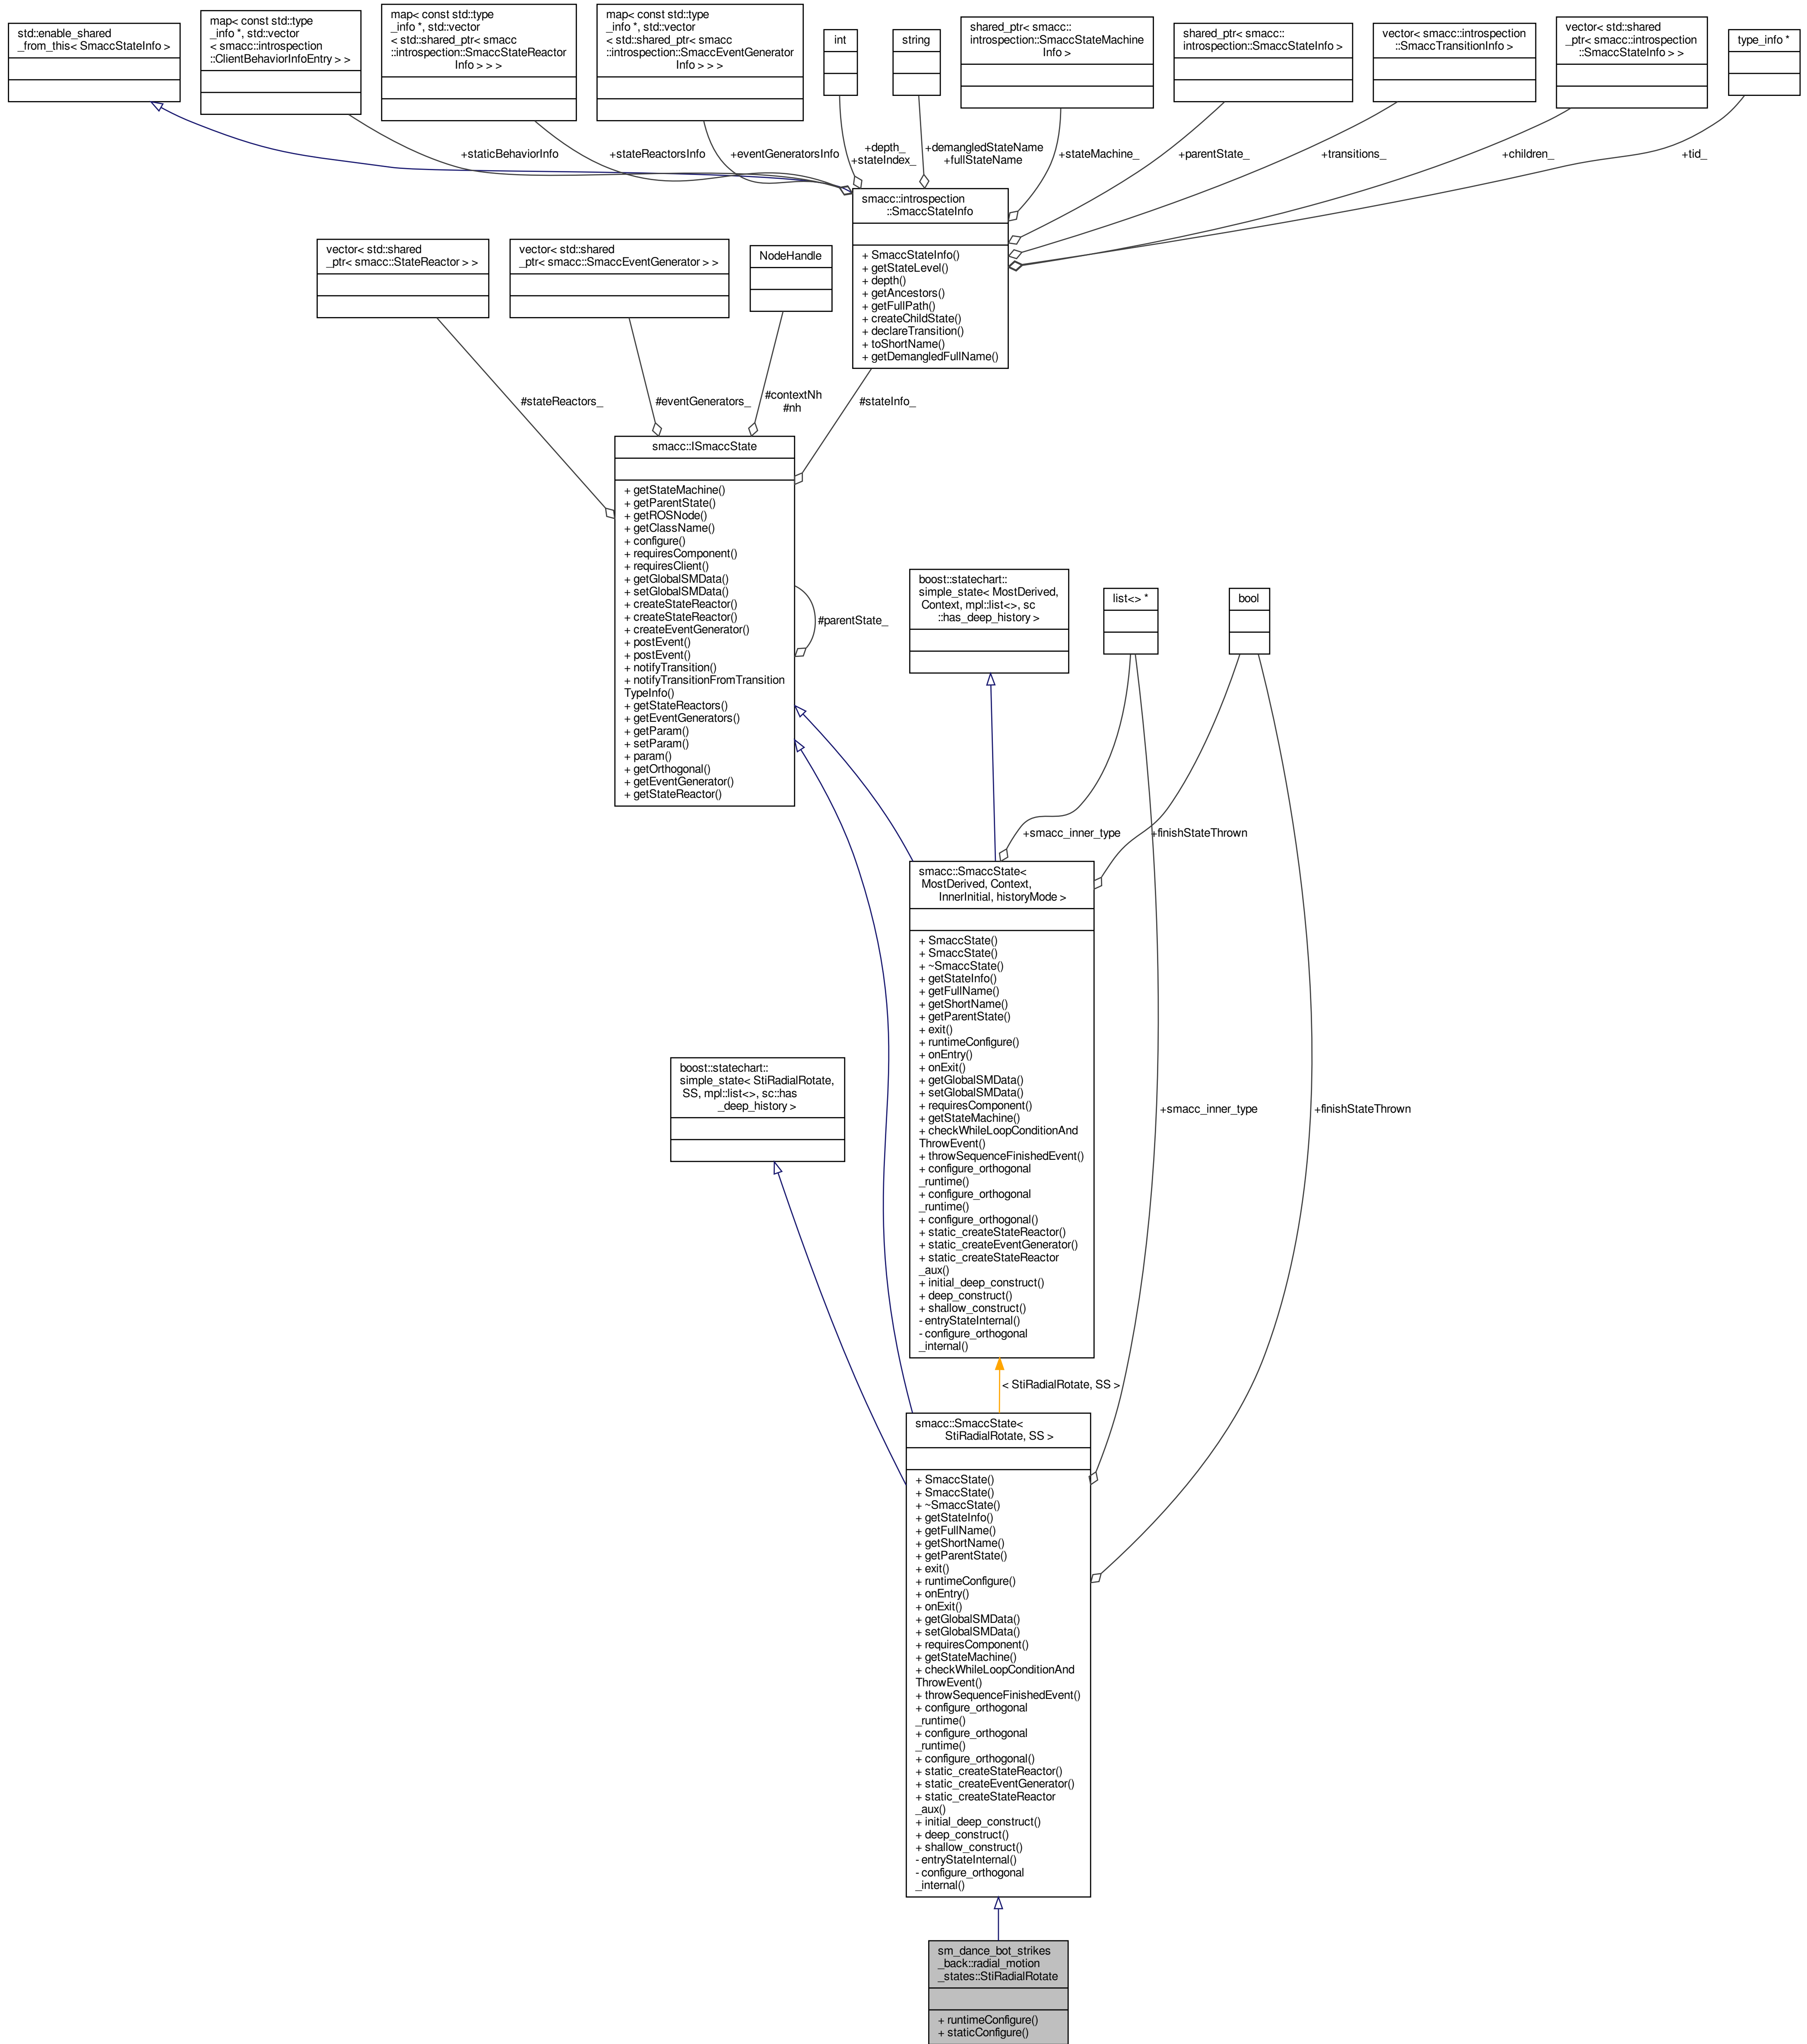 std::enable_shared
_from_this< SmaccStateInfo >
map< const std::type
_info *, std::vector
< smacc::introspection
::ClientBehaviorInfoEntry > >
map< const std::type
_info *, std::vector
< std::shared_ptr< smacc
::introspection::SmaccStateReactor
Info > > >
map< const std::type
_info *, std::vector
< std::shared_ptr< smacc
::introspection::SmaccEventGenerator
Info > > >
int
string
shared_ptr< smacc::
introspection::SmaccStateMachine
Info >
shared_ptr< smacc::
introspection::SmaccStateInfo >
vector< smacc::introspection
::SmaccTransitionInfo >
vector< std::shared
_ptr< smacc::introspection
::SmaccStateInfo > >
type_info *
+staticBehaviorInfo
+stateReactorsInfo
+eventGeneratorsInfo
+depth_
+stateIndex_
+demangledStateName
+fullStateName
+stateMachine_
+parentState_
+transitions_
+children_
+tid_
smacc::introspection
::SmaccStateInfo
+ SmaccStateInfo()
+ getStateLevel()
+ depth()
+ getAncestors()
+ getFullPath()
+ createChildState()
+ declareTransition()
+ toShortName()
+ getDemangledFullName()
vector< std::shared
_ptr< smacc::StateReactor > >
vector< std::shared
_ptr< smacc::SmaccEventGenerator > >
NodeHandle
#stateReactors_
#eventGenerators_
#contextNh
#nh
#stateInfo_
smacc::ISmaccState
+ getStateMachine()
+ getParentState()
+ getROSNode()
+ getClassName()
+ configure()
+ requiresComponent()
+ requiresClient()
+ getGlobalSMData()
+ setGlobalSMData()
+ createStateReactor()
+ createStateReactor()
+ createEventGenerator()
+ postEvent()
+ postEvent()
+ notifyTransition()
+ notifyTransitionFromTransition
TypeInfo()
+ getStateReactors()
+ getEventGenerators()
+ getParam()
+ setParam()
+ param()
+ getOrthogonal()
+ getEventGenerator()
+ getStateReactor()
#parentState_
boost::statechart::
simple_state< MostDerived,
Context, mpl::list<>, sc
::has_deep_history >
list<> *
bool
+smacc_inner_type
+finishStateThrown
smacc::SmaccState<
MostDerived, Context,
InnerInitial, historyMode >
+ SmaccState()
+ SmaccState()
+ ~SmaccState()
+ getStateInfo()
+ getFullName()
+ getShortName()
+ getParentState()
+ exit()
+ runtimeConfigure()
+ onEntry()
+ onExit()
+ getGlobalSMData()
+ setGlobalSMData()
+ requiresComponent()
+ getStateMachine()
+ checkWhileLoopConditionAnd
ThrowEvent()
+ throwSequenceFinishedEvent()
+ configure_orthogonal
_runtime()
+ configure_orthogonal
_runtime()
+ configure_orthogonal()
+ static_createStateReactor()
+ static_createEventGenerator()
+ static_createStateReactor
_aux()
+ initial_deep_construct()
+ deep_construct()
+ shallow_construct()
- entryStateInternal()
- configure_orthogonal
_internal()
boost::statechart::
simple_state< StiRadialRotate,
SS, mpl::list<>, sc::has
_deep_history >
+smacc_inner_type
+finishStateThrown
< StiRadialRotate, SS >
smacc::SmaccState<
StiRadialRotate, SS >
+ SmaccState()
+ SmaccState()
+ ~SmaccState()
+ getStateInfo()
+ getFullName()
+ getShortName()
+ getParentState()
+ exit()
+ runtimeConfigure()
+ onEntry()
+ onExit()
+ getGlobalSMData()
+ setGlobalSMData()
+ requiresComponent()
+ getStateMachine()
+ checkWhileLoopConditionAnd
ThrowEvent()
+ throwSequenceFinishedEvent()
+ configure_orthogonal
_runtime()
+ configure_orthogonal
_runtime()
+ configure_orthogonal()
+ static_createStateReactor()
+ static_createEventGenerator()
+ static_createStateReactor
_aux()
+ initial_deep_construct()
+ deep_construct()
+ shallow_construct()
- entryStateInternal()
- configure_orthogonal
_internal()
sm_dance_bot_strikes
_back::radial_motion
_states::StiRadialRotate
+ runtimeConfigure()
+ staticConfigure()